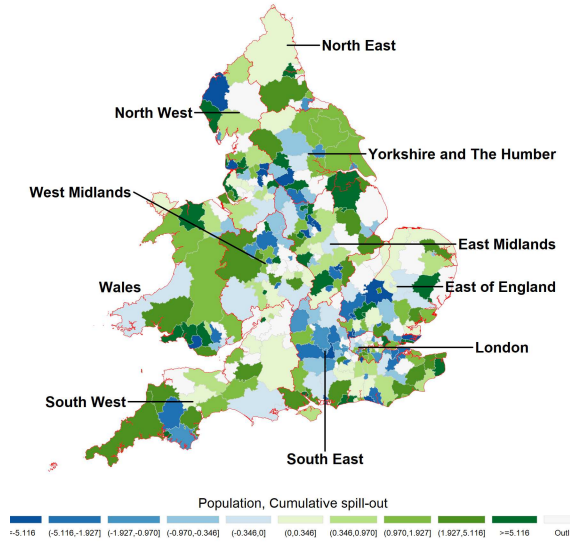 North East
North West
Yorkshire and The Humber
West Midlands
East Midlands
Wales
East of England
London
South West
South East
Population, Cumulative spill-out
=-5.116 (-5.116,-1.927] (-1.927,-0.970] (-0.970,-0.346] (-0.346,0] (0,0.346] (0.346,0.970] (0.970,1.927] (1.927,5.116] >=5.116 Outl